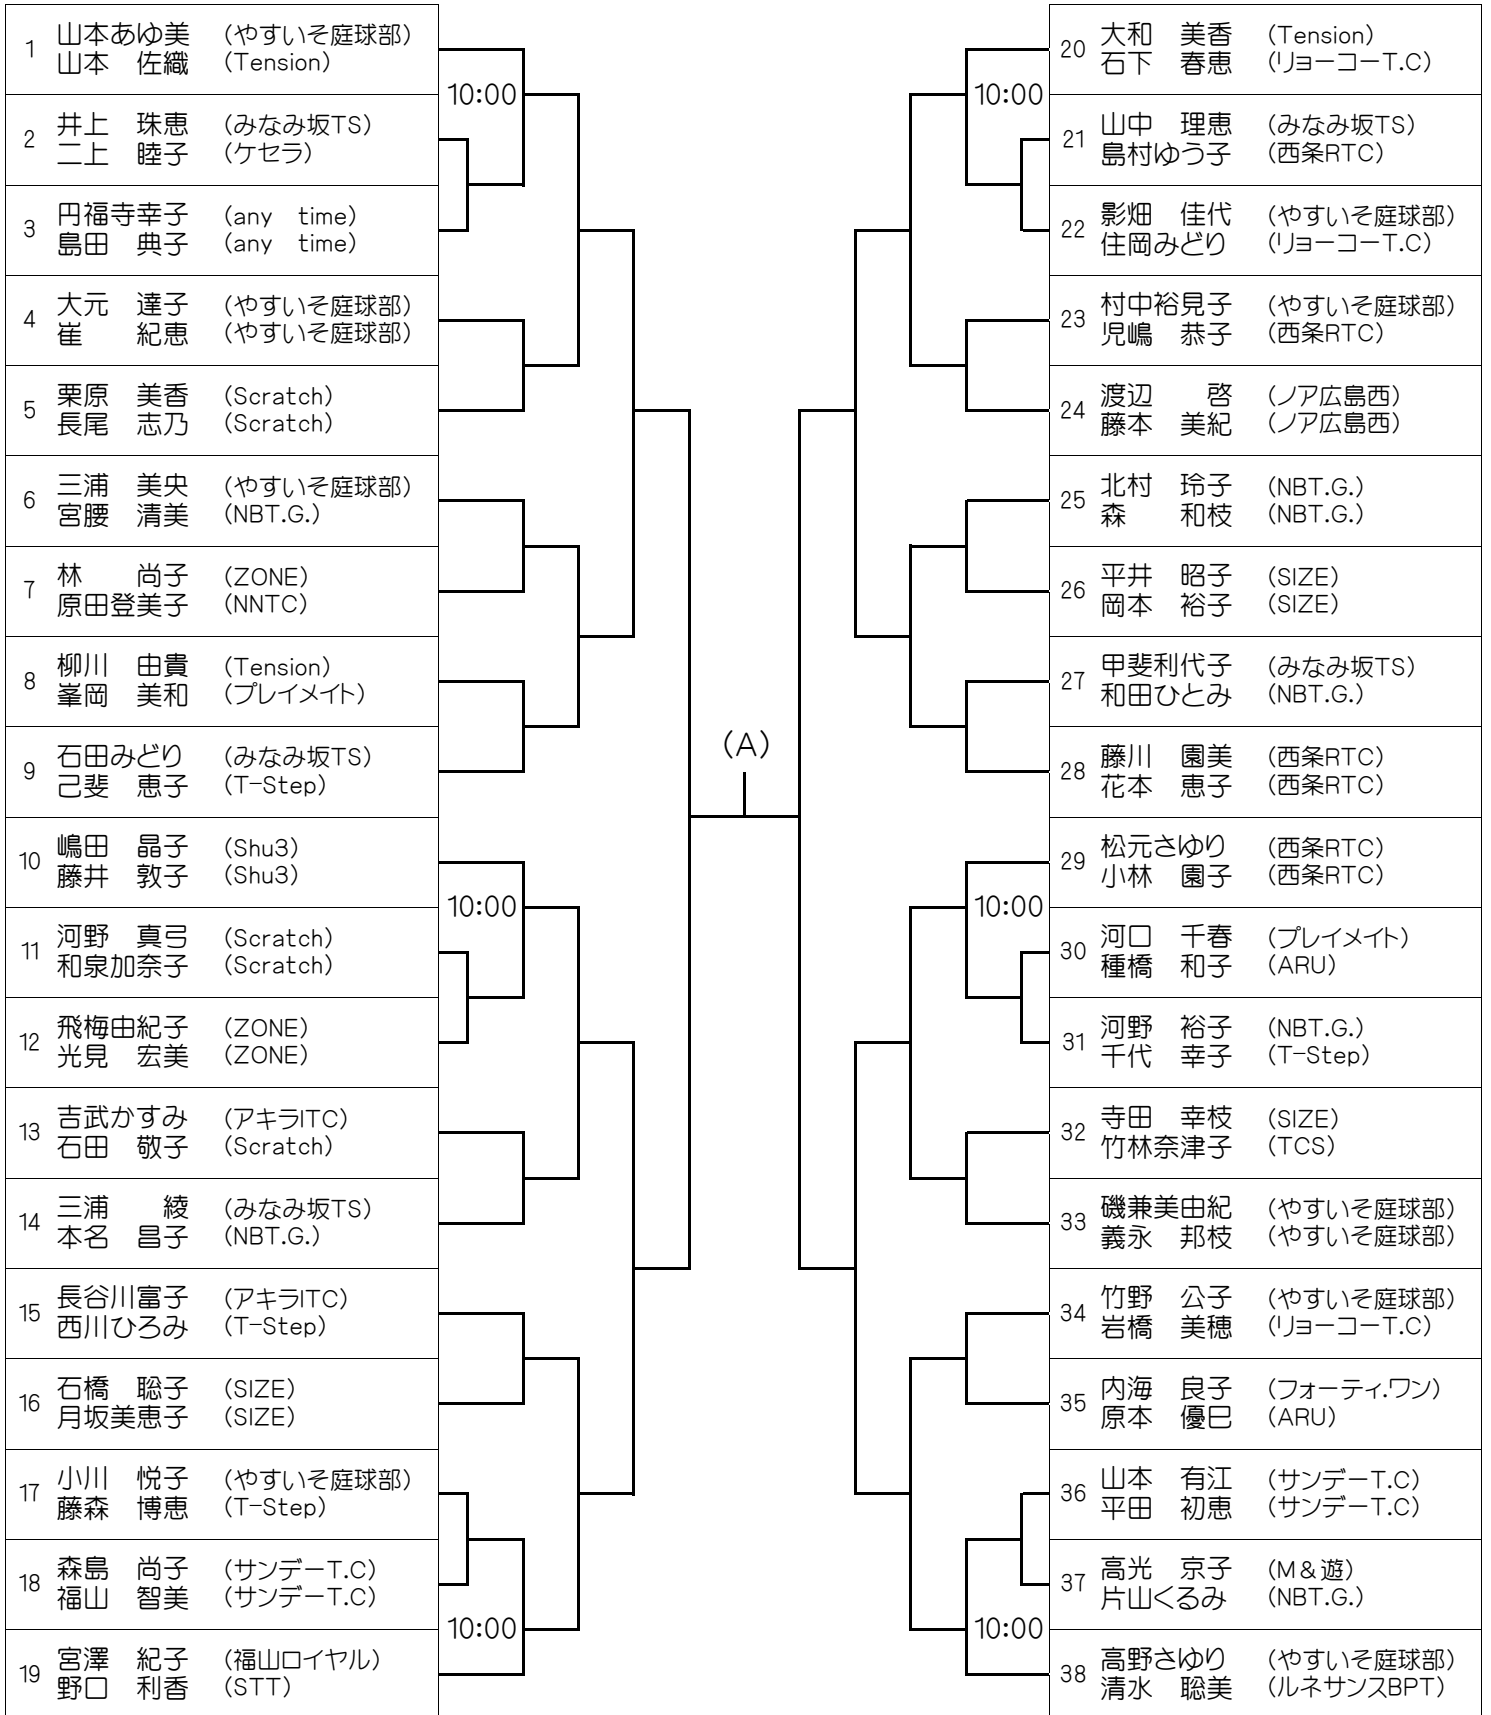 1 山本あゆ美 (やすいそ庭球部)
山本　佐織 (Tension)
10:00
2 井上　珠恵 (みなみ坂TS)
二上　睦子 (ケセラ)
3 円福寺幸子 (any　time)
島田　典子 (any　time)
4 大元　達子 (やすいそ庭球部)
崔　　紀恵 (やすいそ庭球部)
5 栗原　美香 (Scratch)
長尾　志乃 (Scratch)
6 三浦　美央 (やすいそ庭球部)
宮腰　清美 (NBT.G.)
7 林　　尚子 (ZONE)
原田登美子 (NNTC)
8 柳川　由貴 (Tension)
峯岡　美和 (プレイメイト)
9 石田みどり (みなみ坂TS)
己斐　恵子 (T-Step)
10 嶋田　晶子 (Shu3)
藤井　敦子 (Shu3)
10:00
11 河野　真弓 (Scratch)
和泉加奈子 (Scratch)
12 飛梅由紀子 (ZONE)
光見　宏美 (ZONE)
13 吉武かすみ (アキラITC)
石田　敬子 (Scratch)
14 三浦　　綾 (みなみ坂TS)
本名　昌子 (NBT.G.)
15 長谷川富子 (アキラITC)
西川ひろみ (T-Step)
16 石橋　聡子 (SIZE)
月坂美恵子 (SIZE)
17 小川　悦子 (やすいそ庭球部)
藤森　博恵 (T-Step)
18 森島　尚子 (サンデーT.C)
福山　智美 (サンデーT.C)
10:00
19 宮澤　紀子 (福山ロイヤル)
野口　利香 (STT)
(A)
20 大和　美香 (Tension)
石下　春恵 (リョーコーT.C)
10:00
21 山中　理恵 (みなみ坂TS)
島村ゆう子 (西条RTC)
22 影畑　佳代 (やすいそ庭球部)
住岡みどり (リョーコーT.C)
23 村中裕見子 (やすいそ庭球部)
児嶋　恭子 (西条RTC)
24 渡辺　　啓 (ノア広島西)
藤本　美紀 (ノア広島西)
25 北村　玲子 (NBT.G.)
森　　和枝 (NBT.G.)
26 平井　昭子 (SIZE)
岡本　裕子 (SIZE)
27 甲斐利代子 (みなみ坂TS)
和田ひとみ (NBT.G.)
28 藤川　園美 (西条RTC)
花本　恵子 (西条RTC)
29 松元さゆり (西条RTC)
小林　園子 (西条RTC)
10:00
30 河口　千春 (プレイメイト)
種橋　和子 (ARU)
31 河野　裕子 (NBT.G.)
千代　幸子 (T-Step)
32 寺田　幸枝 (SIZE)
竹林奈津子 (TCS)
33 磯兼美由紀 (やすいそ庭球部)
義永　邦枝 (やすいそ庭球部)
34 竹野　公子 (やすいそ庭球部)
岩橋　美穂 (リョーコーT.C)
35 内海　良子 (フォーティ.ワン)
原本　優巳 (ARU)
36 山本　有江 (サンデーT.C)
平田　初恵 (サンデーT.C)
37 高光　京子 (M＆遊)
片山くるみ (NBT.G.)
10:00
38 高野さゆり (やすいそ庭球部)
清水　聡美 (ルネサンスBPT)